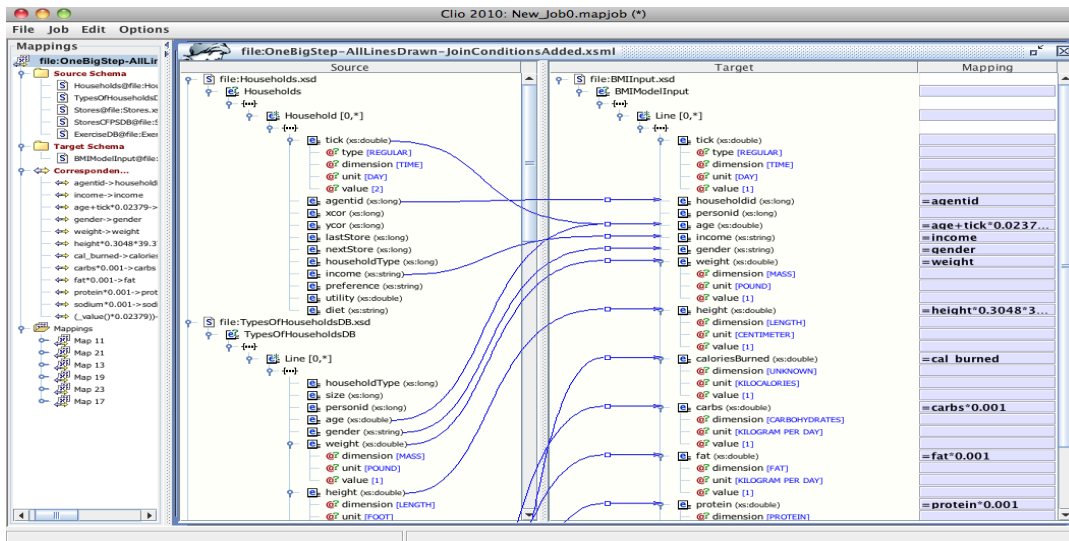 Clio 2010: New_Job0.mapjob (*)
File Job Edit Options
Mappings
file:OneBigStep-AllLir
Source Schema
Households@file:Hou
TypesOfHouseholdsD
Stores@file:Stores.xs
StoresCFPSDB@file:S
ExerciseDB@file:Exer
Target Schema
BMIModelInput@file:
Corresponden...
agentid->householdi
income->income
age+tick*0.02379->
gender->gender
weight->weight
height*0.3048*39.3
cal_burned->calorie
carbs*0.001->carbs
fat*0.001->fat
protein*0.001->prot
sodium*0.001->sodi
(_value()*0.02379))-
Mappings
Map 11
Map 21
Map 13
Map 19
Map 23
Map 17
file:OneBigStep-AllLinesDrawn-JoinConditionsAdded.xsml
Source
file:Households.xsd
Households
Household [0,*]
tick (xs:double)
type [REGULAR]
dimension [TIME]
unit [DAY]
value [2]
agentid (xs:long)
xcor (xs:long)
ycor (xs:long)
lastStore (xs:long)
nextStore (xs:long)
householdType (xs:long)
income (xs:string)
preference (xs:string)
utility (xs:double)
diet (xs:string)
file:TypesOfHouseholdsDB.xsd
TypesOfHouseholdsDB
Line [0,*]
householdType (xs:long)
size (xs:long)
personid (xs:long)
age (xs:double)
gender (xs:string)
weight (xs:double)
dimension [MASS]
unit [POUND]
value [1]
height (xs:double)
dimension [LENGTH]
unit [FOOT]
Target
file:BMIInput.xsd
BMIModelInput
Line [0,*]
tick (xs:double)
type [REGULAR]
dimension [TIME]
unit [DAY]
value [1]
householdid (xs:long)
personid (xs:long)
age (xs:double)
income (xs:string)
gender (xs:string)
weight (xs:double)
dimension [MASS]
unit [POUND]
value [1]
height (xs:double)
dimension [LENGTH]
unit [CENTIMETER]
value [1]
caloriesBurned (xs:double)
dimension [UNKNOWN]
unit [KILOCALORIES]
value [1]
carbs (xs:double)
dimension [CARBOHYDRATES]
unit [KILOGRAM PER DAY]
value [1]
fat (xs:double)
dimension [FAT]
unit [KILOGRAM PER DAY]
value [1]
protein (xs:double)
dimension [PROTEIN]
Mapping
=agentid
=age+tick*0.0237...
=income
=gender
=weight
=height*0.3048*3...
=cal_burned
=carbs*0.001
=fat*0.001
=protein*0.001